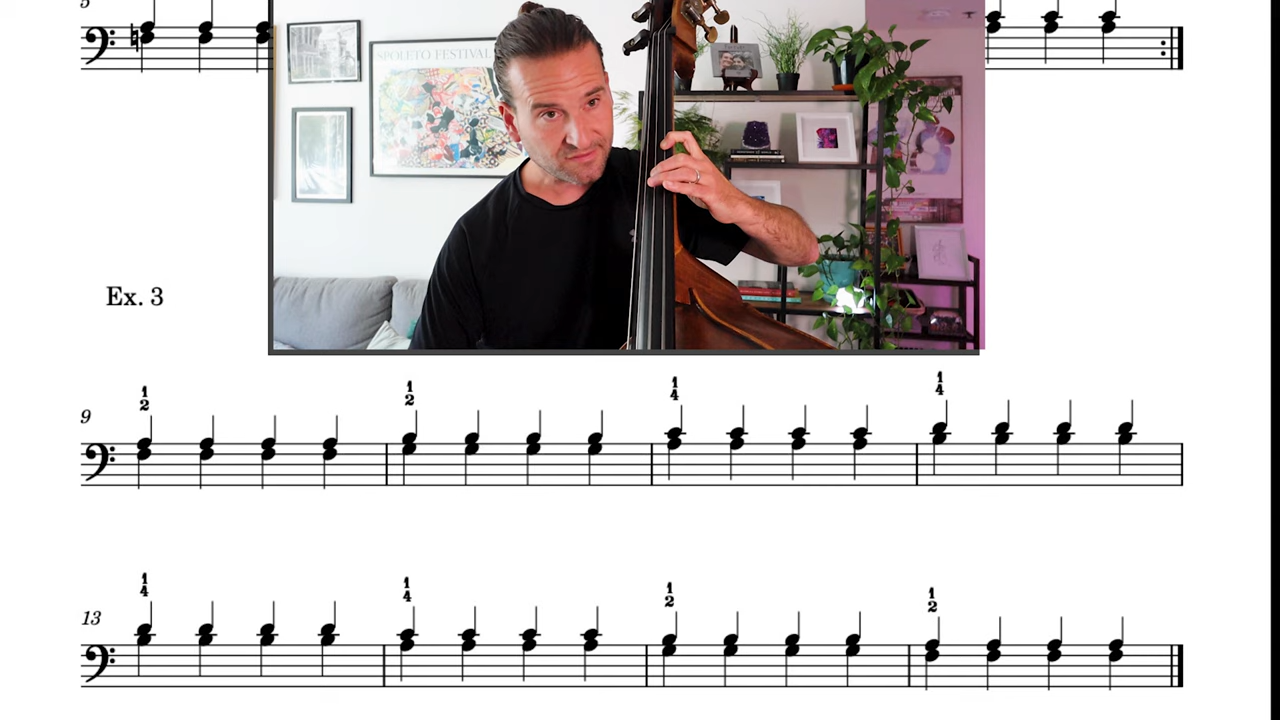 5
SPOLETO FESTIVAL
Ex. 3
1 1 1 1
2 2 4 4
9
1 1 1 1
4 4 2 2
13